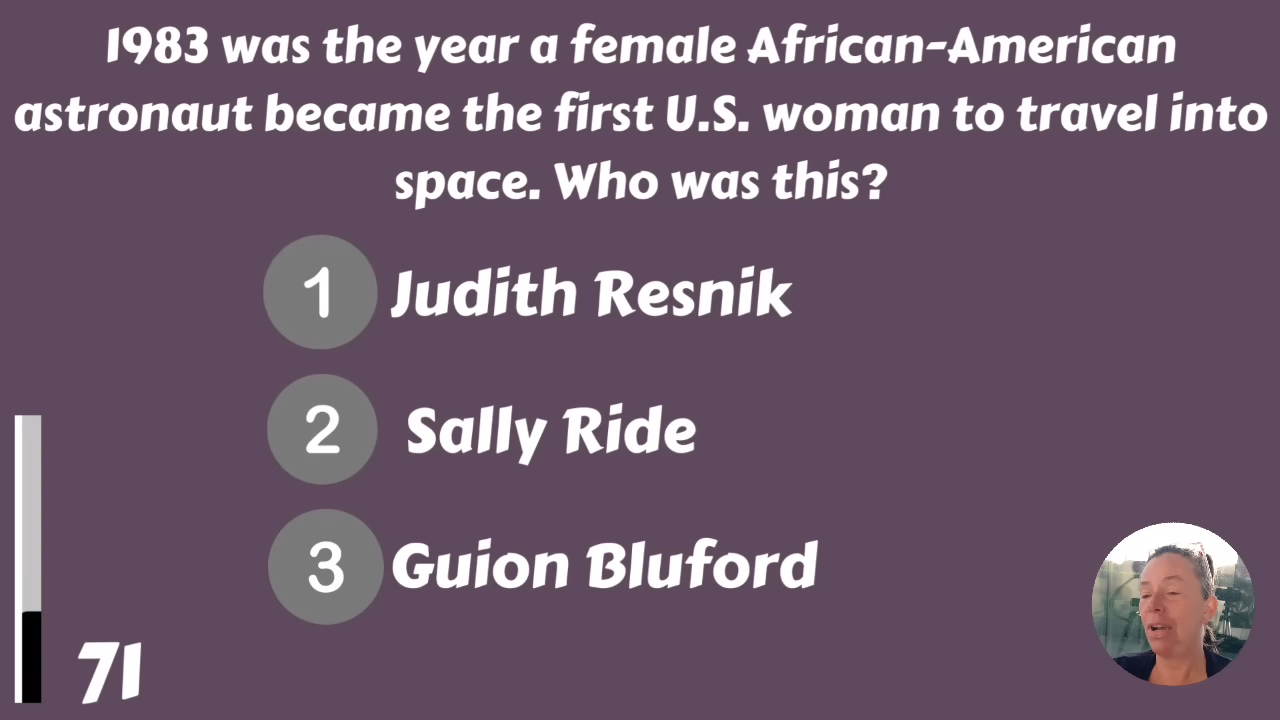 1983 was the year a female African-American
astronaut became the first U.S. woman to travel into
space. Who was this?
1 Judith Resnik
2 Sally Ride
3 Guion Bluford
71